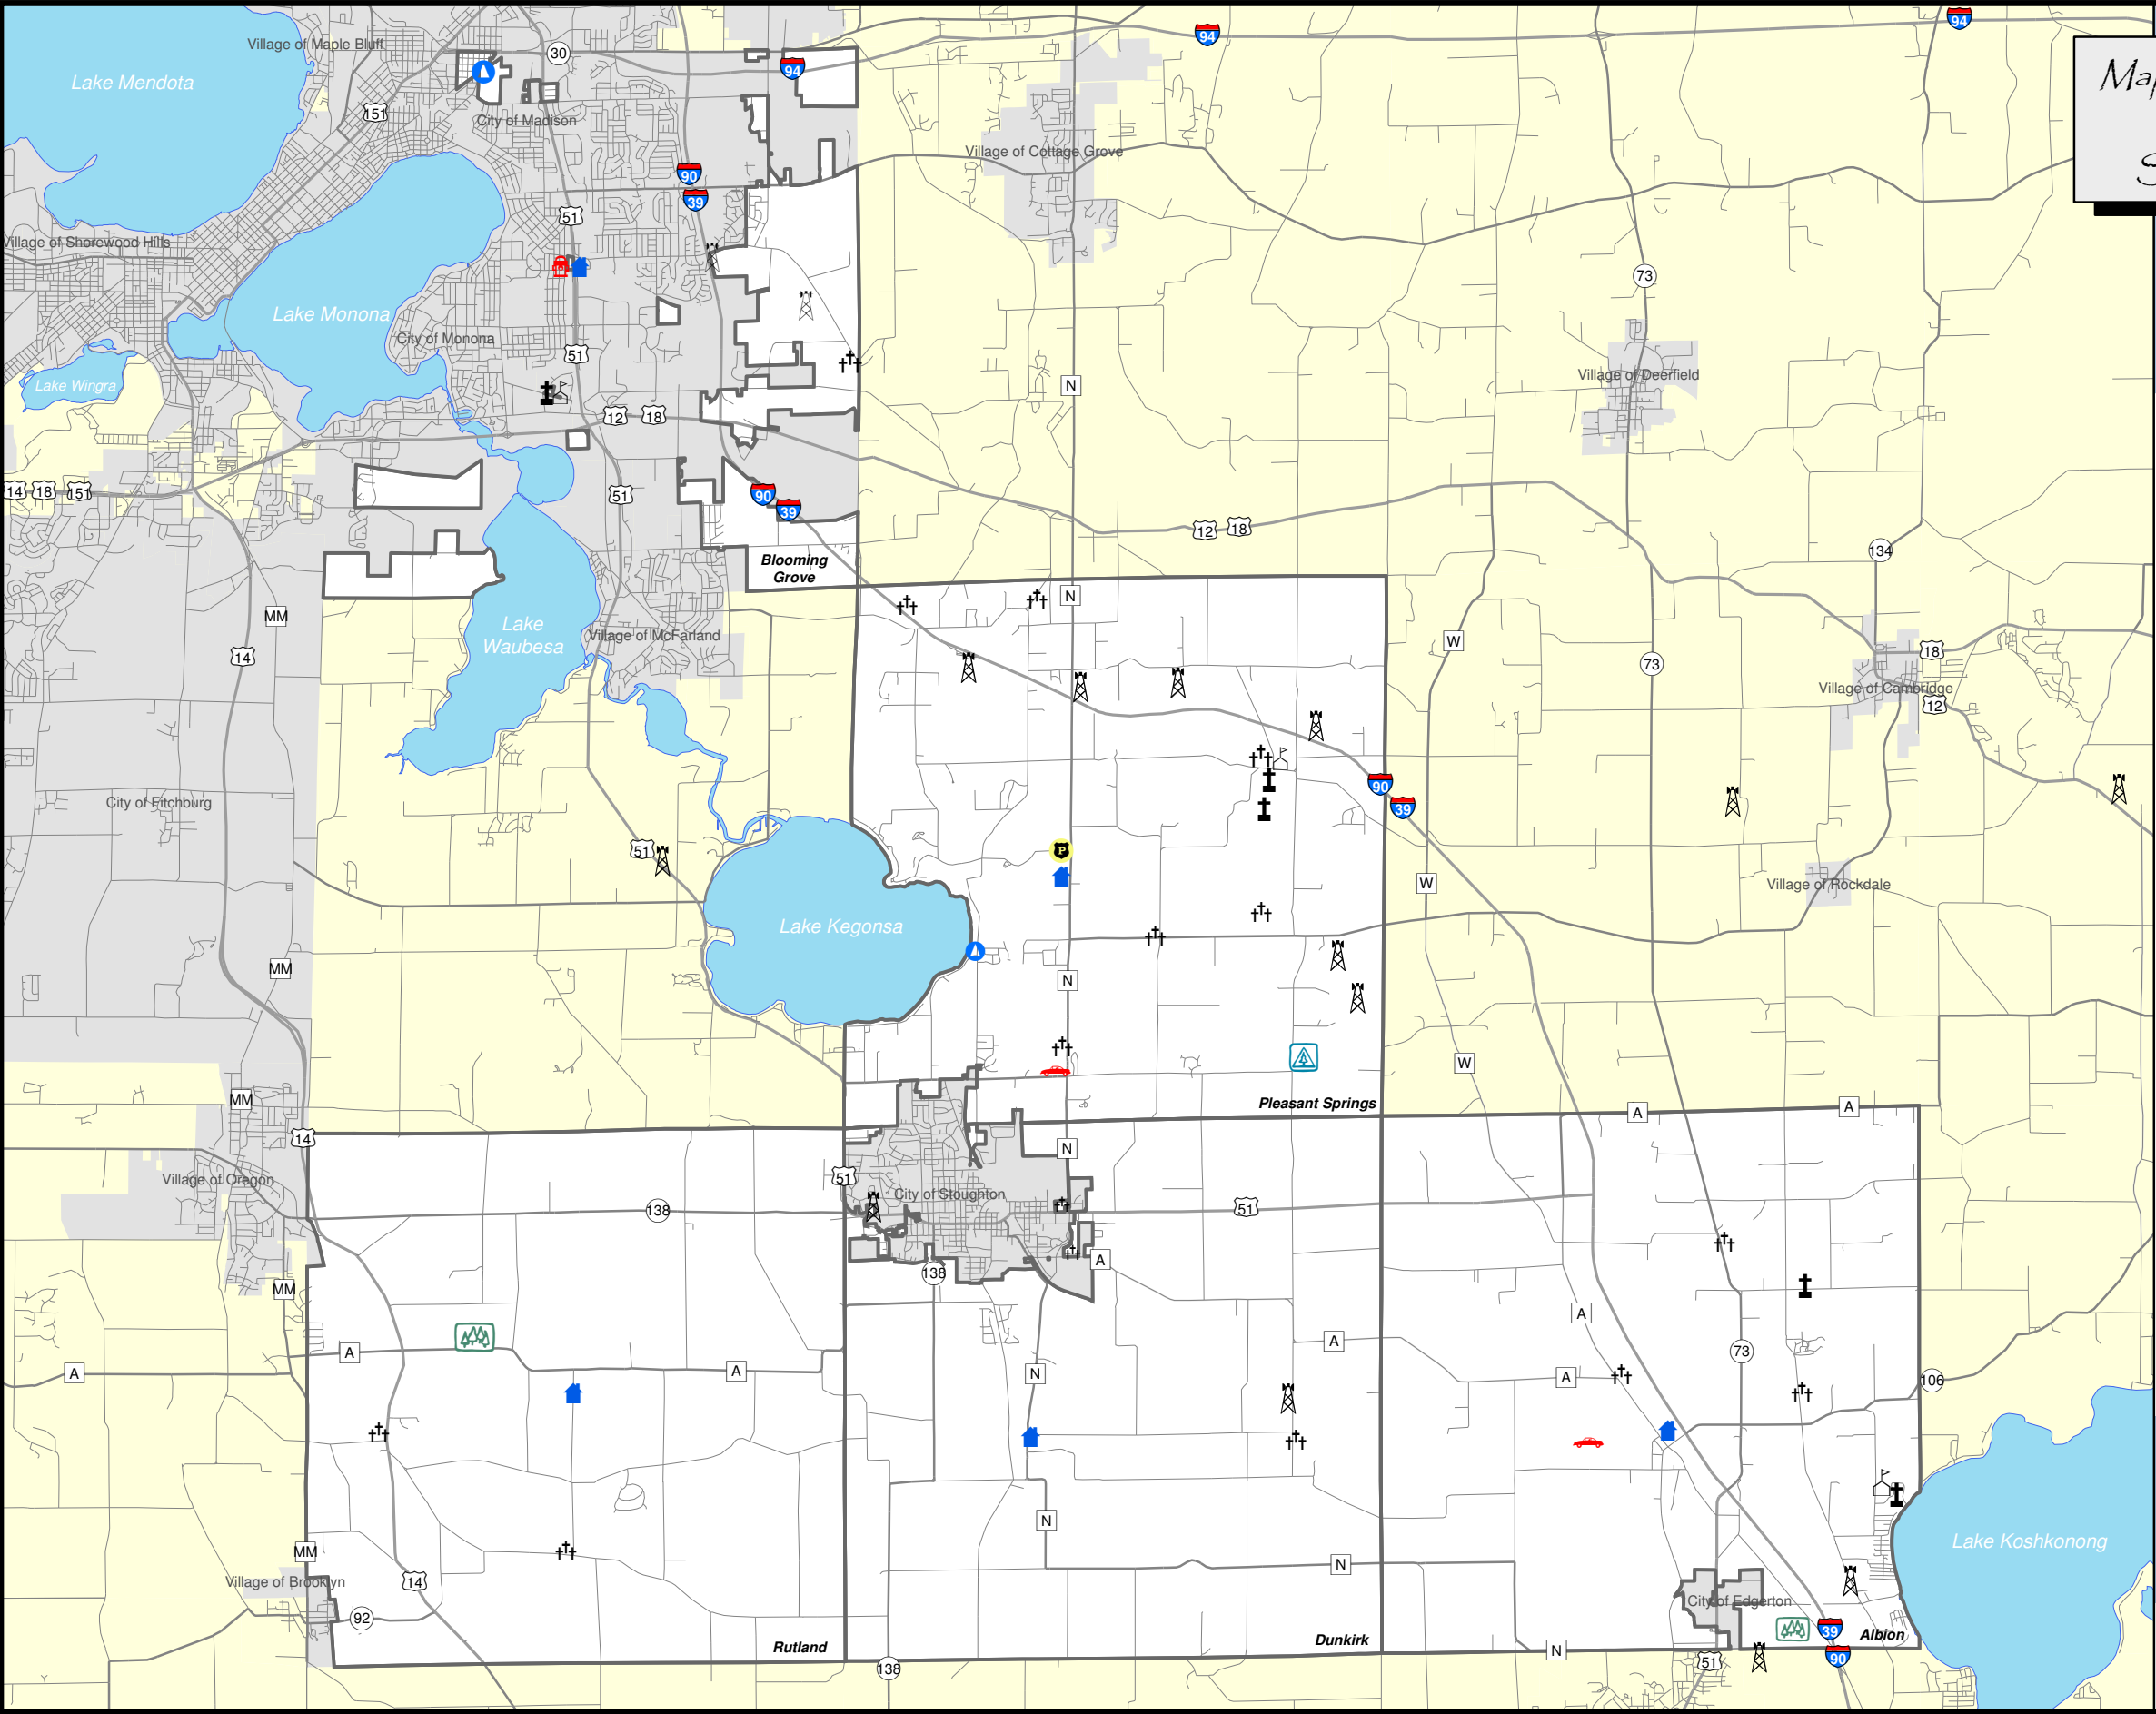 94
94
Village of Maple Bluff
30
94
Lake Mendota
Map
S
151
City of Madison
Village of Cottage Grove
90
39
51
Village of Shorewood Hills
73
Lake Monona
City of Monona
51
Village of Deerfield
Lake Wingra
N
12
18
14
18
151
51
90
39
12
18
134
Blooming
Grove
N
MM
Lake
Waubesa
Village of McFarland
W
14
73
18
Village of Cambridge
12
90
39
City of Fitchburg
51
W
Village of Rockdale
P
Lake Kegonsa
MM
N
W
MM
Pleasant Springs
A
A
14
N
51
Village of Oregon
City of Stoughton
138
51
A
138
MM
A
A
A
73
A
A
N
A
106
N
Lake Koshkonong
MM
N
14
Village of Brooklyn
92
City of Edgerton
39
Albion
Rutland
Dunkirk
N
90
51
138